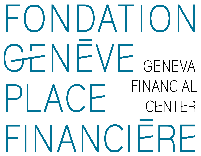 FONDATION
GENÈVE
PLACE
FINANCIÈRE
GENEVA
FINANCIAL
CENTER